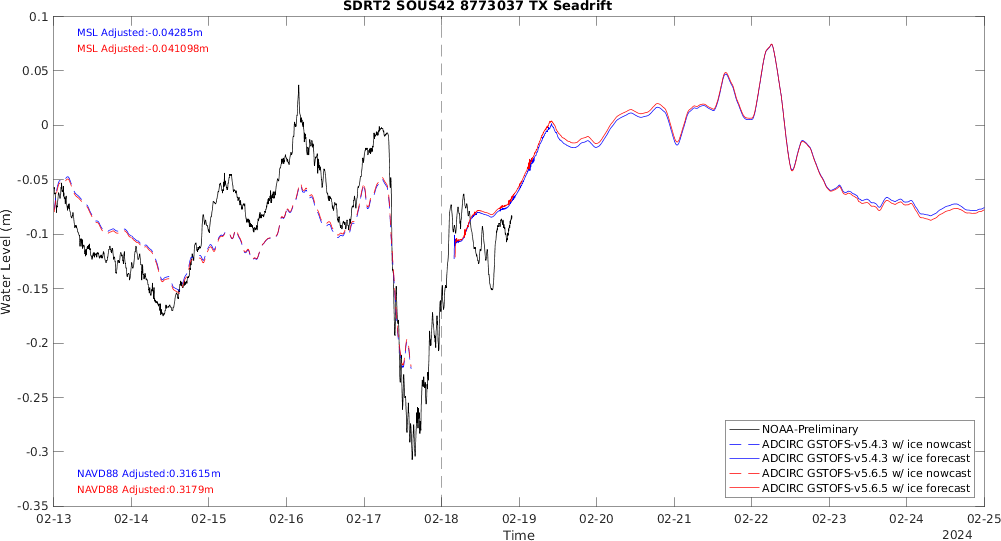 SDRT2 SOUS42 8773037 TX Seadrift
MSL Adjusted:-0.04285m
MSL Adjusted:-0.041098m
Water Level (m)
0.1
0.05
0
-0.05
-0.1
-0.15
-0.2
-0.25
-0.3
-0.35
NAVD88 Adjusted:0.31615m
NAVD88 Adjusted:0.3179m
NOAA-Preliminary
ADCIRC GSTOFS-v5.4.3 w/ ice nowcast
ADCIRC GSTOFS-v5.4.3 w/ ice forecast
ADCIRC GSTOFS-v5.6.5 w/ ice nowcast
ADCIRC GSTOFS-v5.6.5 w/ ice forecast
02-13 02-14 02-15 02-16 02-17 02-18 02-19 02-20 02-21 02-22 02-23 02-24 02-25
Time
2024